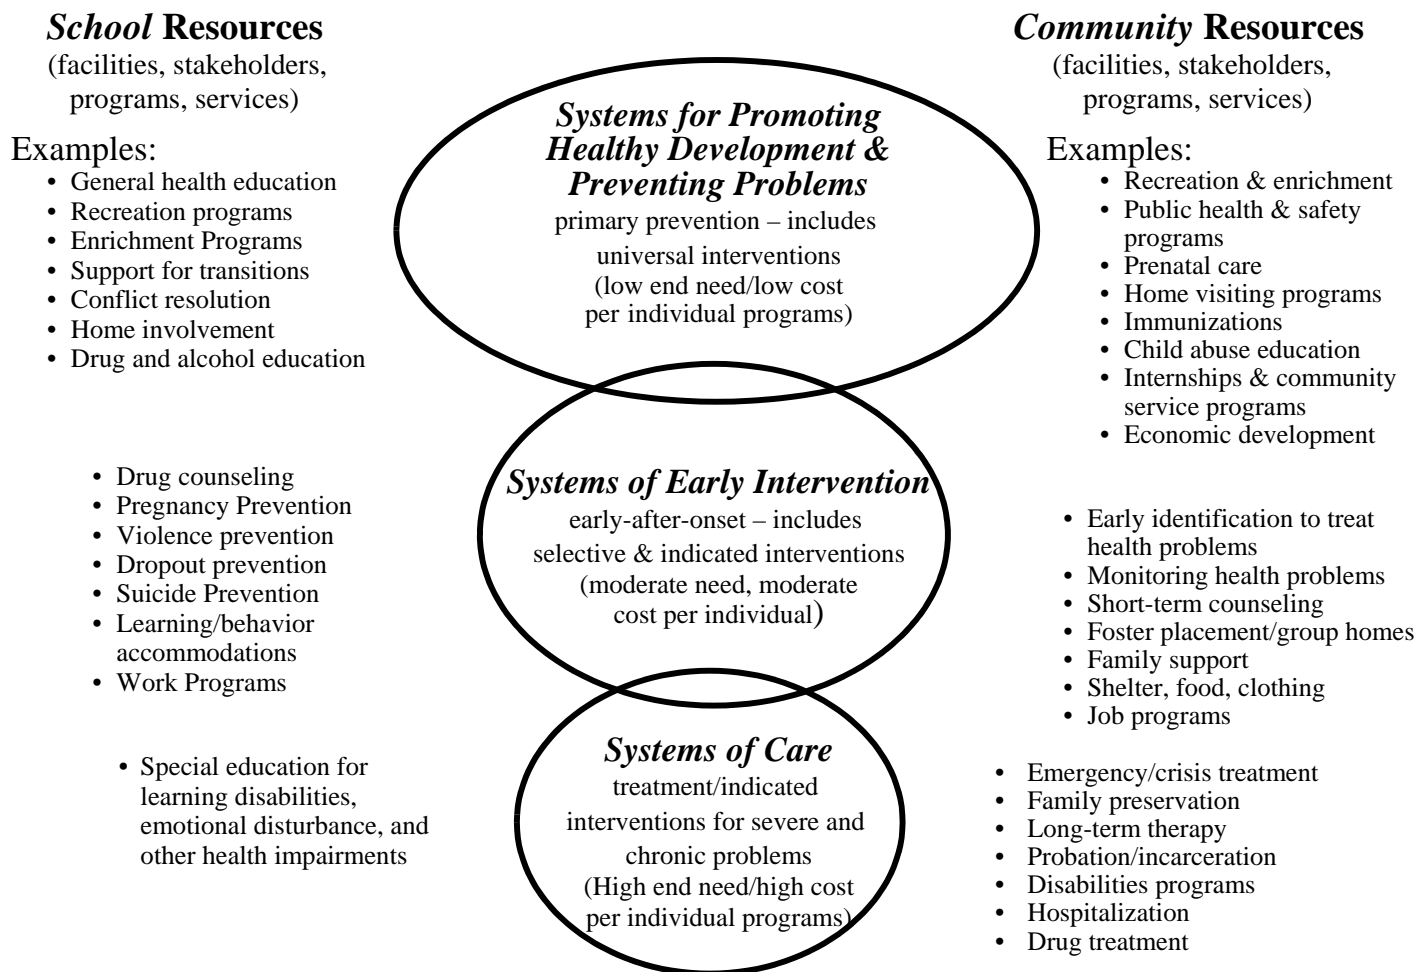 School Resources
(facilities, stakeholders,
programs, services)
Examples:
• General health education
• Recreation programs
• Enrichment Programs
• Support for transitions
• Conflict resolution
• Home involvement
• Drug and alcohol education
• Drug counseling
• Pregnancy Prevention
• Violence prevention
• Dropout prevention
• Suicide Prevention
• Learning/behavior
accommodations
• Work Programs
• Special education for
learning disabilities,
emotional disturbance, and
other health impairments
Systems for Promoting
Healthy Development &
Preventing Problems
primary prevention – includes
universal interventions
(low end need/low cost
per individual programs)
Systems of Early Intervention
early-after-onset – includes
selective & indicated interventions
(moderate need, moderate
cost per individual)
Systems of Care
treatment/indicated
interventions for severe and
chronic problems
(High end need/high cost
per individual programs)
Community Resources
(facilities, stakeholders,
programs, services)
Examples:
• Recreation & enrichment
• Public health & safety
programs
• Prenatal care
• Home visiting programs
• Immunizations
• Child abuse education
• Internships & community
service programs
• Economic development
• Early identification to treat
health problems
• Monitoring health problems
• Short-term counseling
• Foster placement/group homes
• Family support
• Shelter, food, clothing
• Job programs
• Emergency/crisis treatment
• Family preservation
• Long-term therapy
• Probation/incarceration
• Disabilities programs
• Hospitalization
• Drug treatment